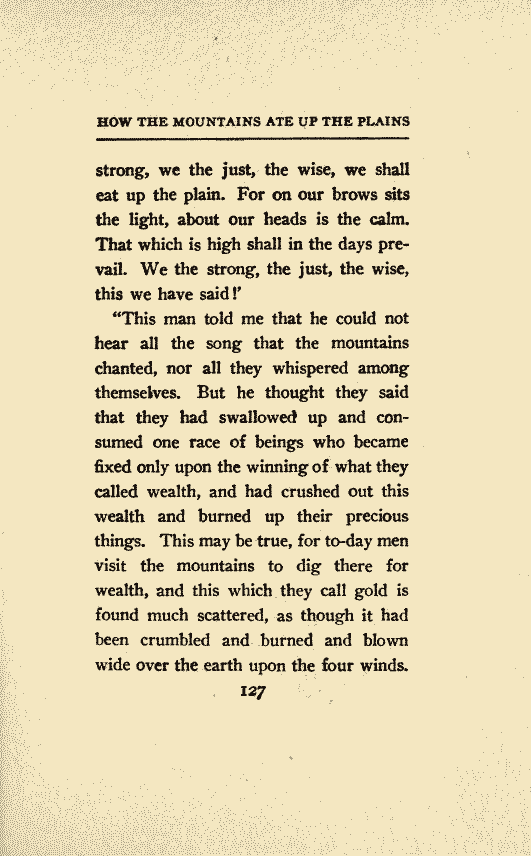 HOW THE MOUNTAINS ATE UP THE PLAINS
strong, we the just, the wise, we shall
eat up the plain. For on our brows sits
the light, about our heads is the calm.
That which is high shall in the days pre-
vail. We the strong, the just, the wise,
this we have said!'
"This man told me that he could not
hear all the song that the mountains
chanted, nor all they whispered among
themselves. But he thought they said
that they had swallowed up and con-
sumed one race of beings who became
fixed only upon the winning of what they
called wealth, and had crushed out this
wealth and burned up their precious
things. This may be true, for to-day men
visit the mountains to dig there for
wealth, and this which they call gold is
found much scattered, as though it had
been crumbled and burned and blown
wide over the earth upon the four winds.
127